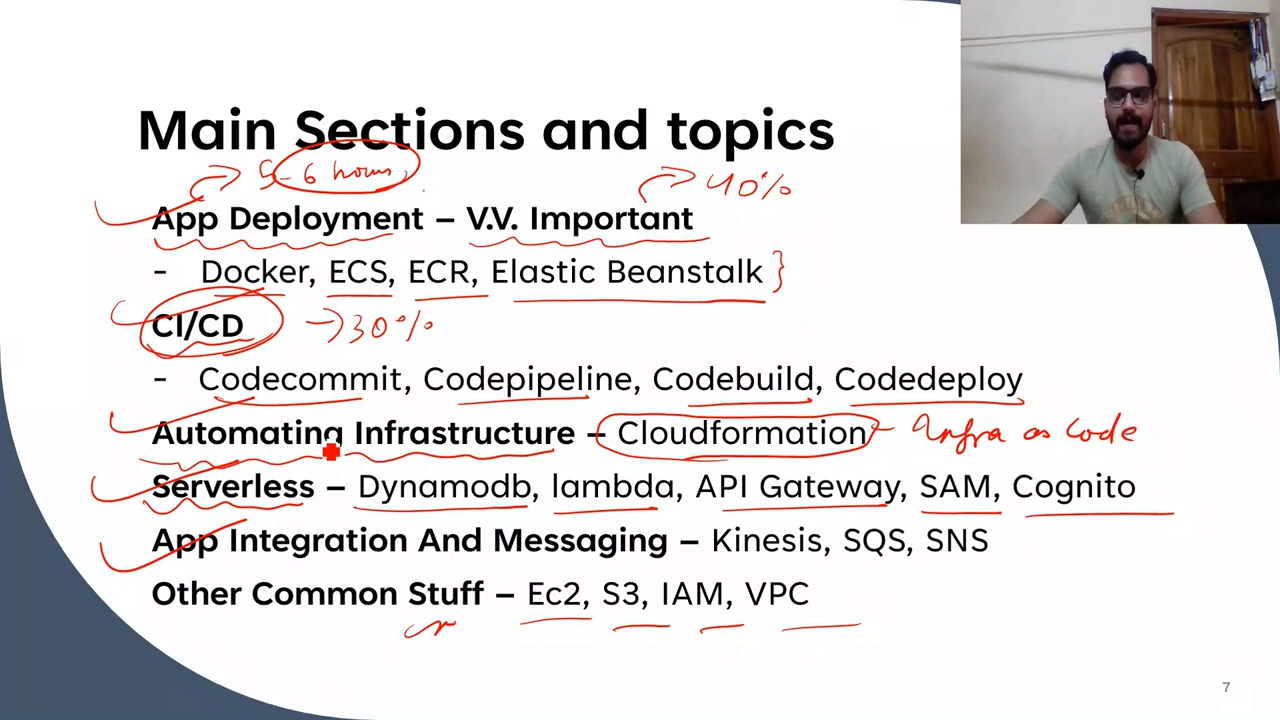 Main Sections and topics
5-6 hours
40%
App Deployment – V.V. Important
- Docker, ECS, ECR, Elastic Beanstalk }
CI/CD → 30%
- Codecommit, Codepipeline, Codebuild, Codedeploy
Automating Infrastructure – Cloudformation - Infra as Code
Serverless – Dynamodb, lambda, API Gateway, SAM, Cognito
App Integration And Messaging – Kinesis, SQS, SNS
Other Common Stuff – Ec2, S3, IAM, VPC
7